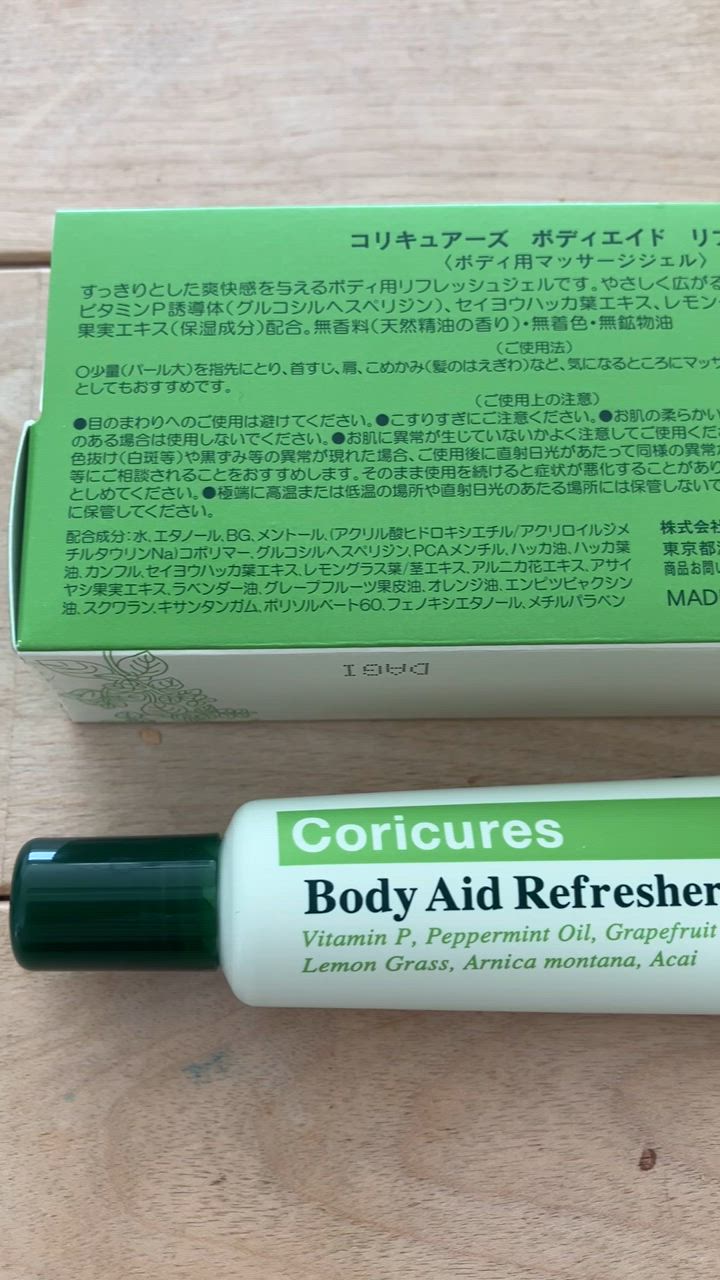 コリキュアーズ ボディエイド リフ
〈ボディ用マッサージジェル〉
すっきりとした爽快感を与えるボディ用リフレッシュジェルです。やさしく広がる
ビタミンP誘導体(グルコシルヘスペリジン)、セイヨウハッカ葉エキス、レモン
果実エキス(保湿成分)配合。無香料(天然精油の香り)・無着色・無鉱物油
(ご使用法)
○少量(パール大)を指先にとり、首すじ、肩、こめかみ(髪のはえぎわ)など、気になるところにマッサ
としてもおすすめです。
(ご使用上の注意)
●目のまわりへのご使用は避けてください。●こすりすぎにご注意ください。●お肌の柔らかい
のある場合は使用しないでください。●お肌に異常が生じていないかよく注意してご使用くだ
色抜け(白斑等)や黒ずみ等の異常が現れた場合、ご使用後に直射日光があたって同様の異常が
等にご相談されることをおすすめします。そのまま使用を続けると症状が悪化することがあり
としめてください。●極端に高温または低温の場所や直射日光のあたる場所には保管しないで
に保管してください。
配合成分:水、エタノール、BG、メントール、(アクリル酸ヒドロキシエチル/アクリロイルジメ
チルタウリンNa)コポリマー、グルコシルヘスペリジン、PCAメンチル、ハッカ油、ハッカ葉
油、カンフル、セイヨウハッカ葉エキス、レモングラス葉/茎エキス、アルニカ花エキス、アサイ
ヤシ果実エキス、ラベンダー油、グレープフルーツ果皮油、オレンジ油、エンピツビャクシン
油、スクワラン、キサンタンガム、ポリソルベート60、フェノキシエタノール、メチルパラベン
株式会社
東京都
商品お問い
MAD
Coricures
Body Aid Refresher
Vitamin P, Peppermint Oil, Grapefruit
Lemon Grass, Arnica montana, Acai